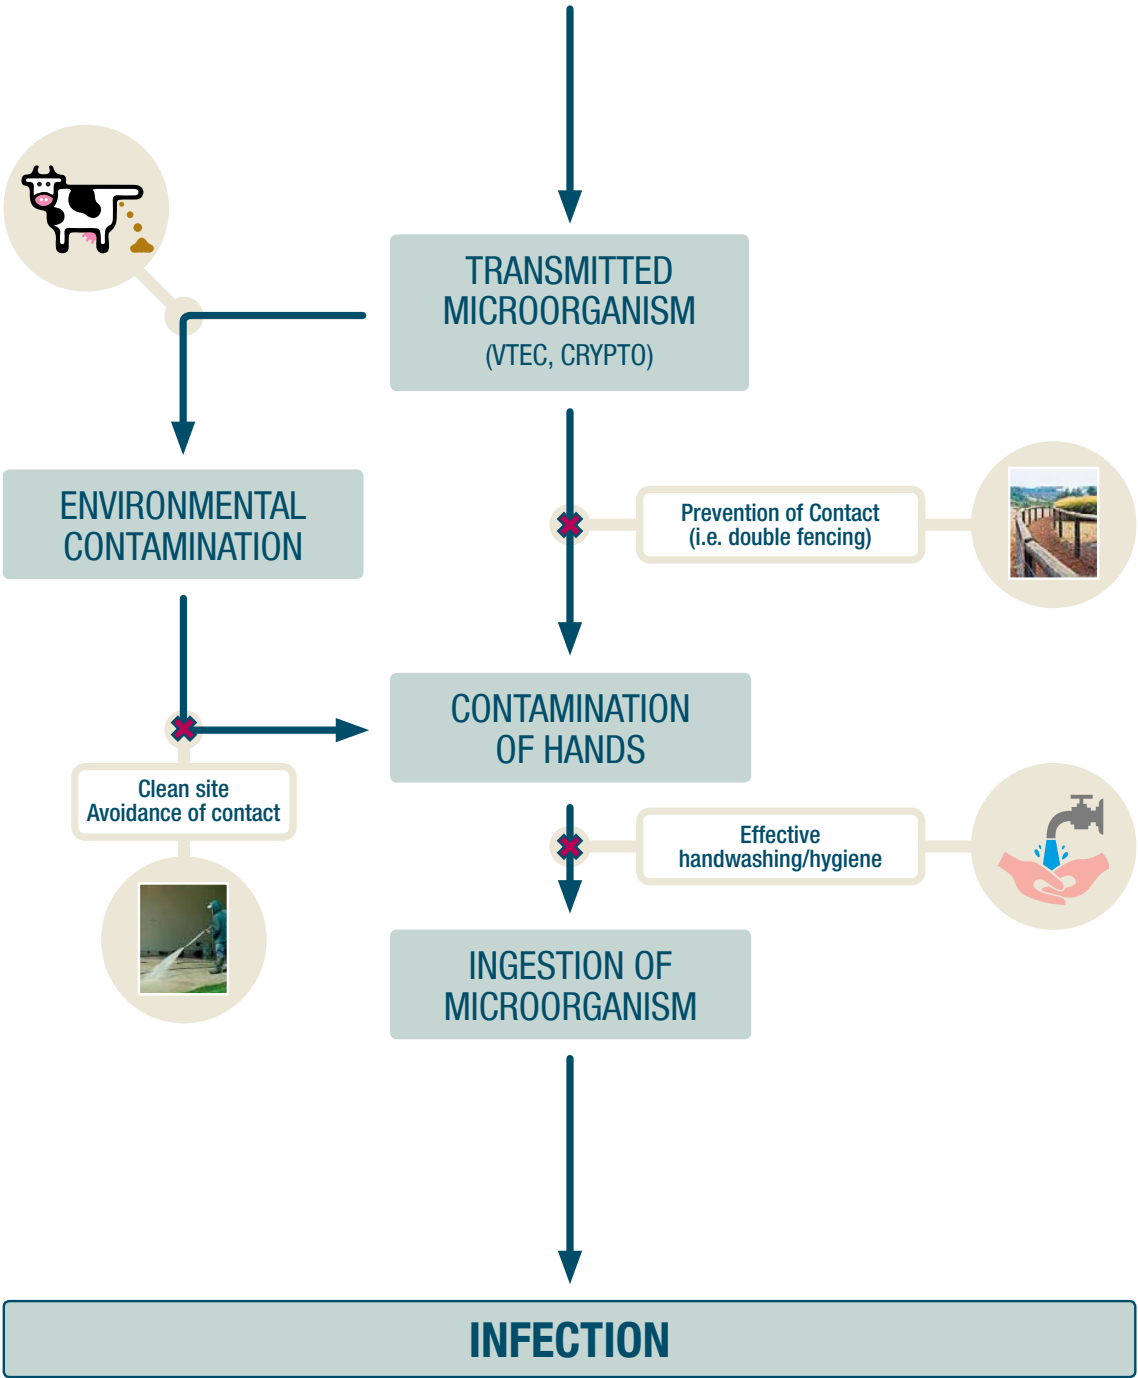 TRANSMITTED
MICROORGANISM
(VTEC, CRYPTO)
ENVIRONMENTAL
CONTAMINATION
Prevention of Contact
(i.e. double fencing)
CONTAMINATION
OF HANDS
Clean site
Avoidance of contact
Effective
handwashing/hygiene
INGESTION OF
MICROORGANISM
INFECTION